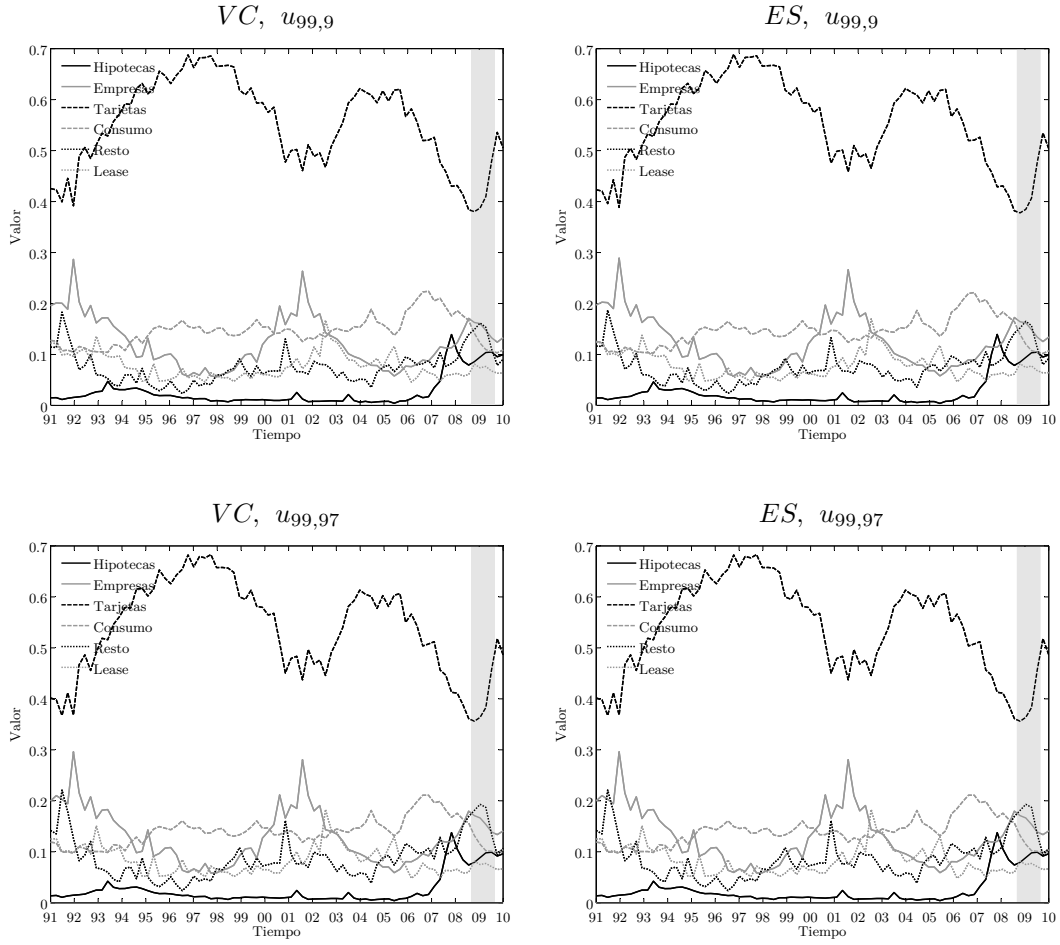 VC, u99,9
0.7
0.6
0.5
0.4
0.3
0.2
0.1
0
Valor
Hipotecas
Empresas
Tarjetas
Consumo
Resto
Lease
91 92 93 94 95 96 97 98 99 00 01 02 03 04 05 06 07 08 09 10
Tiempo
ES, u99,9
0.7
0.6
0.5
0.4
0.3
0.2
0.1
0
Valor
Hipotecas
Empresas
Tarjetas
Consumo
Resto
Lease
91 92 93 94 95 96 97 98 99 00 01 02 03 04 05 06 07 08 09 10
Tiempo
VC, u99,97
0.7
0.6
0.5
0.4
0.3
0.2
0.1
0
Valor
Hipotecas
Empresas
Tarjetas
Consumo
Resto
Lease
91 92 93 94 95 96 97 98 99 00 01 02 03 04 05 06 07 08 09 10
Tiempo
ES, u99,97
0.7
0.6
0.5
0.4
0.3
0.2
0.1
0
Valor
Hipotecas
Empresas
Tarjetas
Consumo
Resto
Lease
91 92 93 94 95 96 97 98 99 00 01 02 03 04 05 06 07 08 09 10
Tiempo